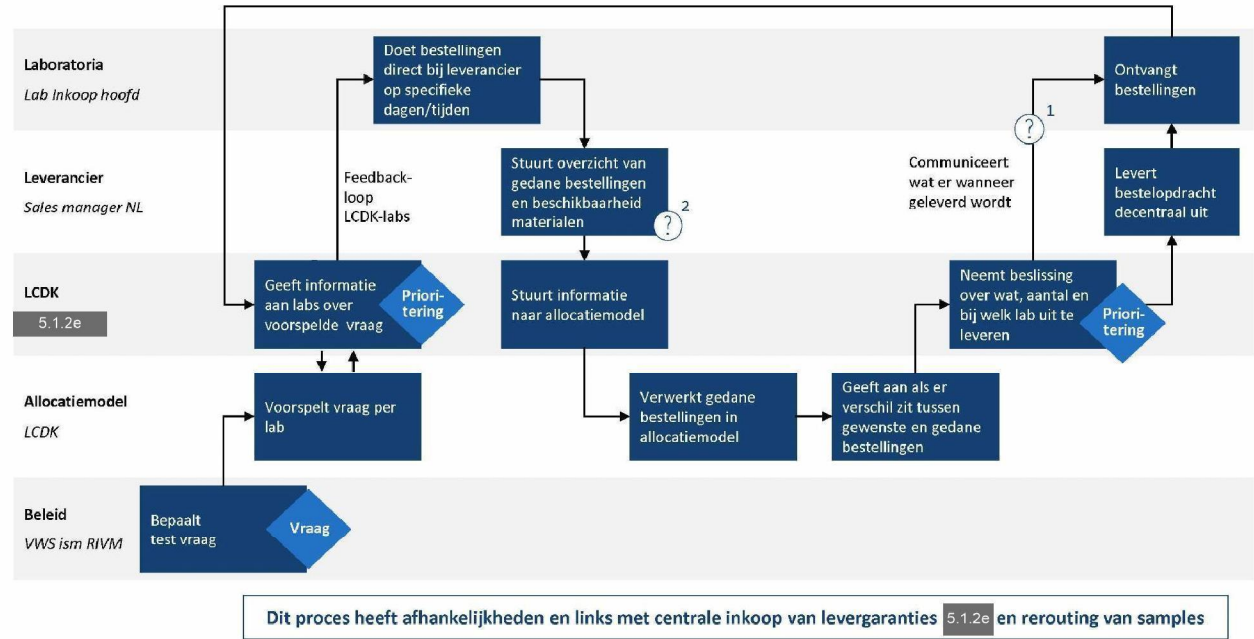 Laboratoria
Lab Inkoop hoofd
Doet bestellingen
direct bij leverancier
op specifieke
dagen/tijden
Ontvangt
bestellingen
? 1
Leverancier
Sales manager NL
Feedback-
loop
LCDK-labs
Stuurt overzicht van
gedane bestellingen
en beschikbaarheid
materialen
? 2
Communiceert
wat er wanneer
geleverd wordt
Levert
bestelopdracht
decentraal uit
LCDK
5.1.2e
Geeft informatie
aan labs over
voorspelde vraag
Priori-
tering
Stuurt informatie
naar allocatiemodel
Neemt beslissing
over wat, aantal en
bij welk lab uit te
leveren
Priori-
tering
Allocatiemodel
LCDK
Voorspelt vraag per
lab
Verwerkt gedane
bestellingen in
allocatiemodel
Geeft aan als er
verschil zit tussen
gewenste en gedane
bestellingen
Beleid
VWS ism RIVM
Bepaalt
test vraag
Vraag
Dit proces heeft afhankelijkheden en links met centrale inkoop van levergaranties 5.1.2e en rerouting van samples